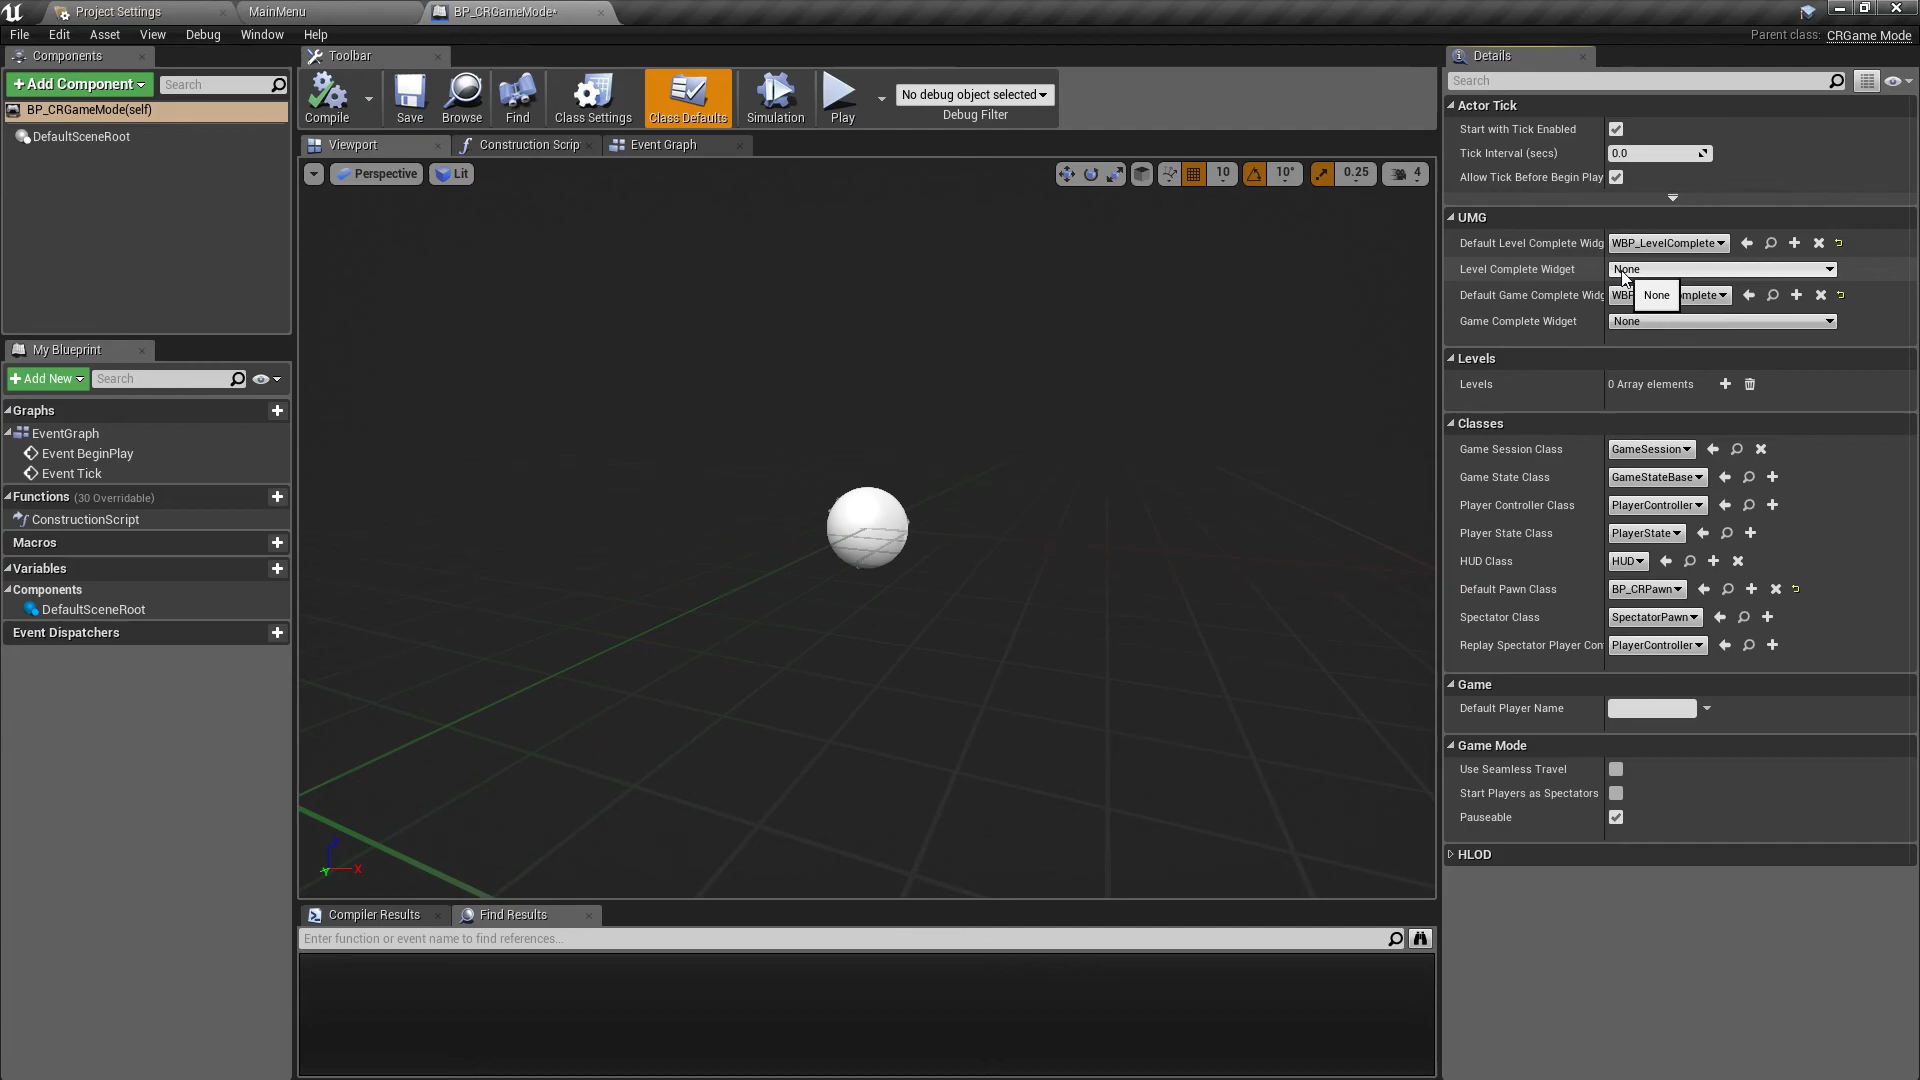 Project Settings
MainMenu
BP_CRGameMode*
File
Edit
Asset
View
Debug
Window
Help
Parent class: CRGame Mode
Components
Add Component
Search
BP_CRGameMode(self)
DefaultSceneRoot
My Blueprint
Add New
Search
Graphs
EventGraph
Event BeginPlay
Event Tick
Functions (30 Overridable)
ConstructionScript
Macros
Variables
Components
DefaultSceneRoot
Event Dispatchers
Toolbar
Compile
Save
Browse
Find
Class Settings
Class Defaults
Simulation
Play
No debug object selected
Debug Filter
Viewport
Construction Scrip
Event Graph
Perspective
Lit
10
10°
0.25
4
X
Compiler Results
Find Results
Enter function or event name to find references...
Details
Search
Actor Tick
Start with Tick Enabled
Tick Interval (secs)
0.0
Allow Tick Before Begin Play
UMG
Default Level Complete Widg
WBP_LevelComplete
Level Complete Widget
None
Default Game Complete Widg
WBP
None
mplete
Game Complete Widget
None
Levels
Levels
0 Array elements
Classes
Game Session Class
GameSession
Game State Class
GameStateBase
Player Controller Class
PlayerController
Player State Class
PlayerState
HUD Class
HUD
Default Pawn Class
BP_CRPawn
Spectator Class
SpectatorPawn
Replay Spectator Player Con
PlayerController
Game
Default Player Name
Game Mode
Use Seamless Travel
Start Players as Spectators
Pauseable
HLOD